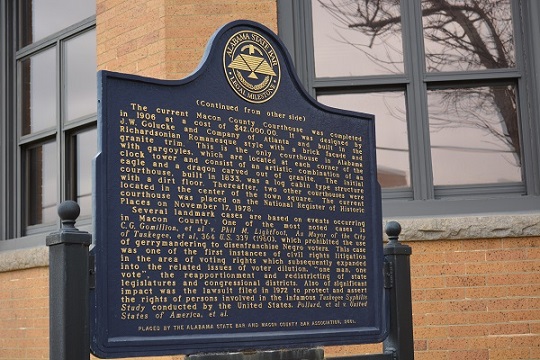 ALABAMA STATE BAR
LEGAL MILESTONE
(Continued from other side)
The current Macon County Courthouse was completed
in 1906 at a cost of $42,000.00. It was designed by
J.W. Golucke and Company of Atlanta and built in the
Richardsonian Romanesque style with a brick facade and
granite trim. This is the only courthouse in Alabama
with gargoyles, which are located at each corner of the
clock tower and consist of an artistic combination of an
eagle and a dragon carved out of granite. The initial
courthouse, built in 1833, was a log cabin type structure
with a dirt floor. Thereafter, two other courthouses were
located in the center of the town square. The current
courthouse was placed on the National Register of Historic
Places on November 17, 1978.
Several landmark cases are based on events occurring
in Macon County. One of the most noted cases is
C.G. Gomillion, et al v. Phil M. Lightfoot, As Mayor of the City
of Tuskegee, et al, 364 U.S. 339 (1960), which prohibited the use
of gerrymandering to disenfranchise Negro voters. This case
was one of the first instances of civil rights litigation
in the area of voting rights which subsequently expanded
into the related issues of voter dilution, "one man, one
vote", the reapportionment and redistricting of state
legislatures and congressional districts. Also of significant
impact was the lawsuit filed in 1972 to protect and assert
the rights of persons involved in the infamous Tuskegee Syphilis
Study conducted by the United States. Pollard, et al v. United
States of America, et al.
PLACED BY THE ALABAMA STATE BAR AND MACON COUNTY BAR ASSOCIATION, 2001.